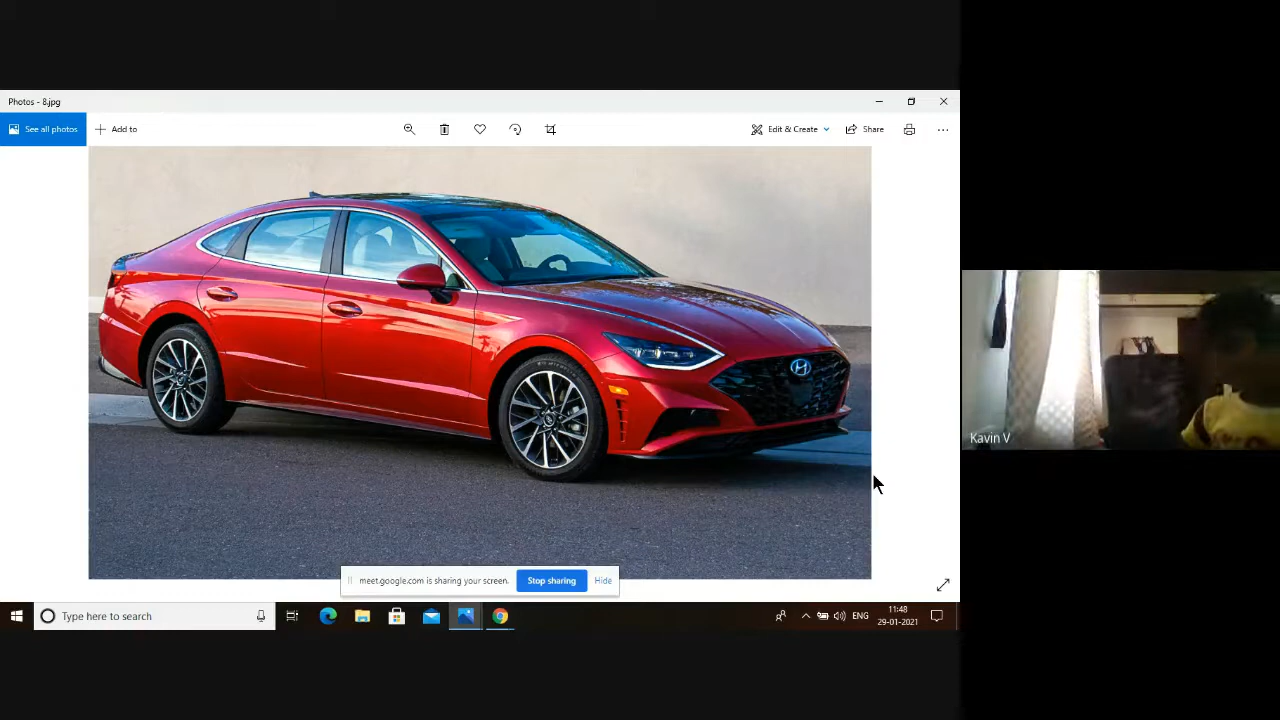 Photos - 8.jpg
See all photos
Add to
Edit & Create
Share
Kavin V
meet.google.com is sharing your screen.
Stop sharing
Hide
Type here to search
ENG
11:48
29-01-2021